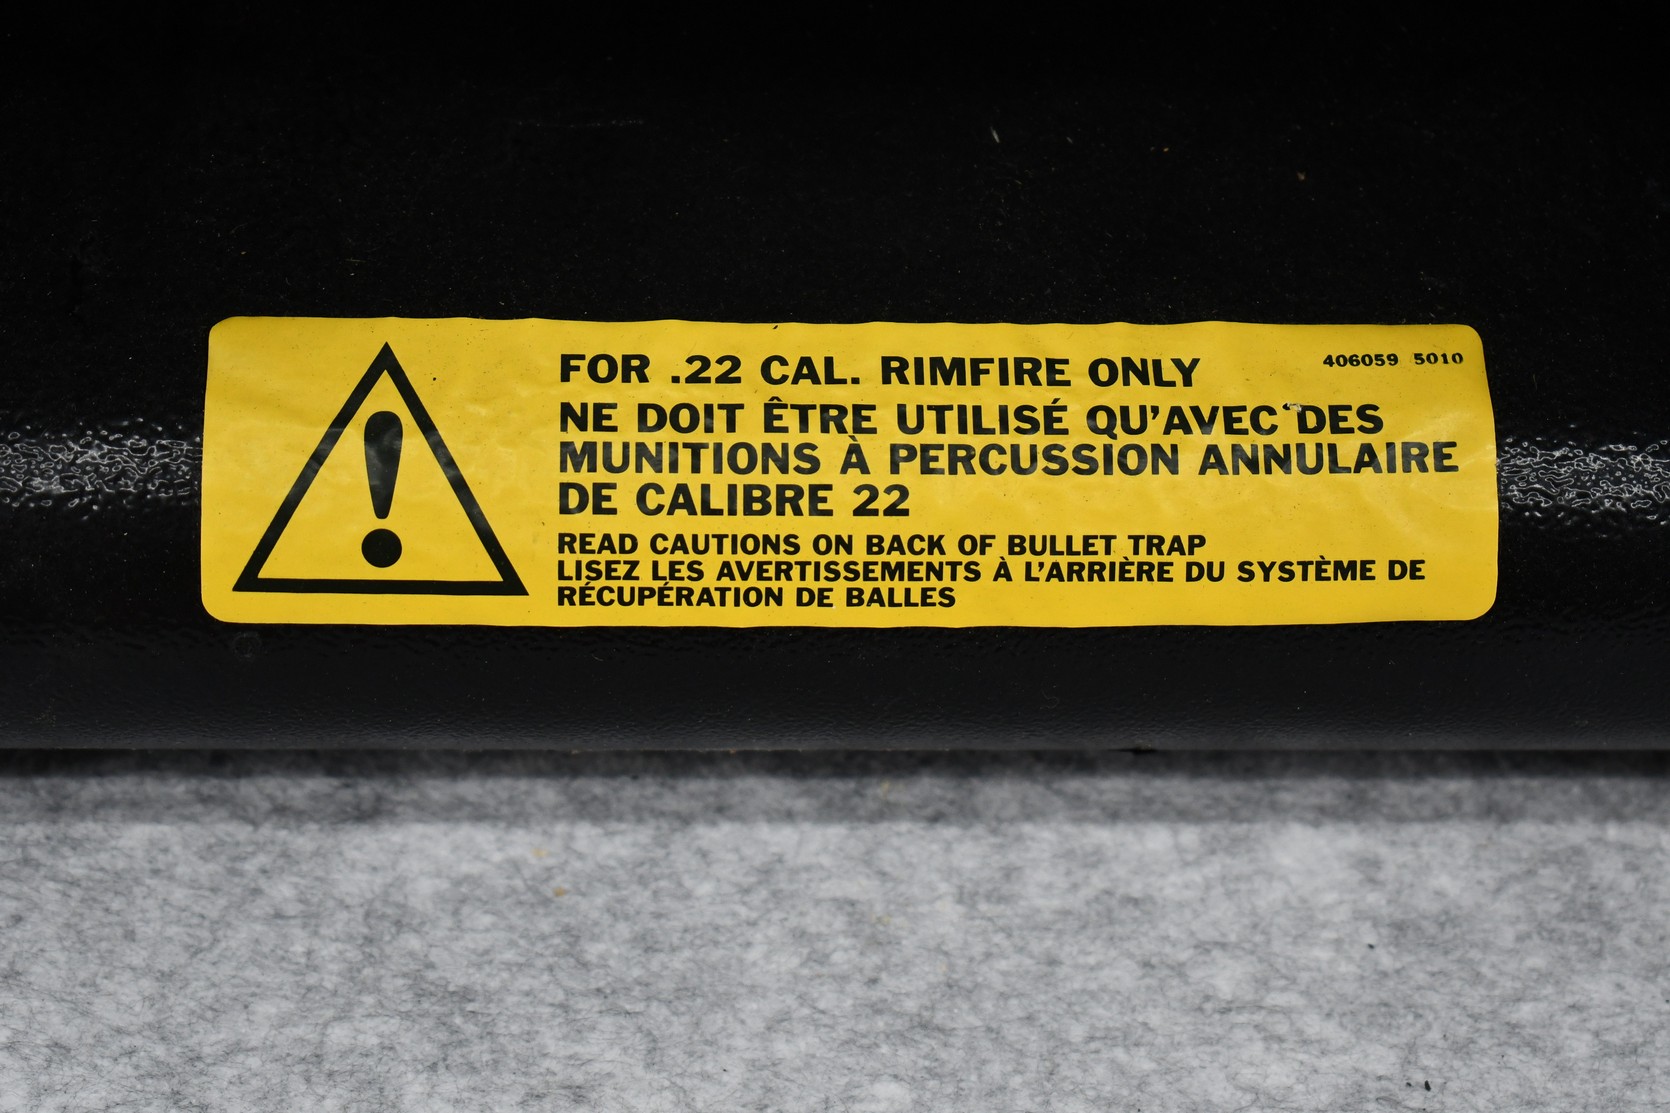 FOR .22 CAL. RIMFIRE ONLY 406059 5010
NE DOIT ÊTRE UTILISÉ QU'AVEC DES
MUNITIONS À PERCUSSION ANNULAIRE
DE CALIBRE 22
READ CAUTIONS ON BACK OF BULLET TRAP
LISEZ LES AVERTISSEMENTS À L'ARRIÈRE DU SYSTÈME DE
RÉCUPÉRATION DE BALLES